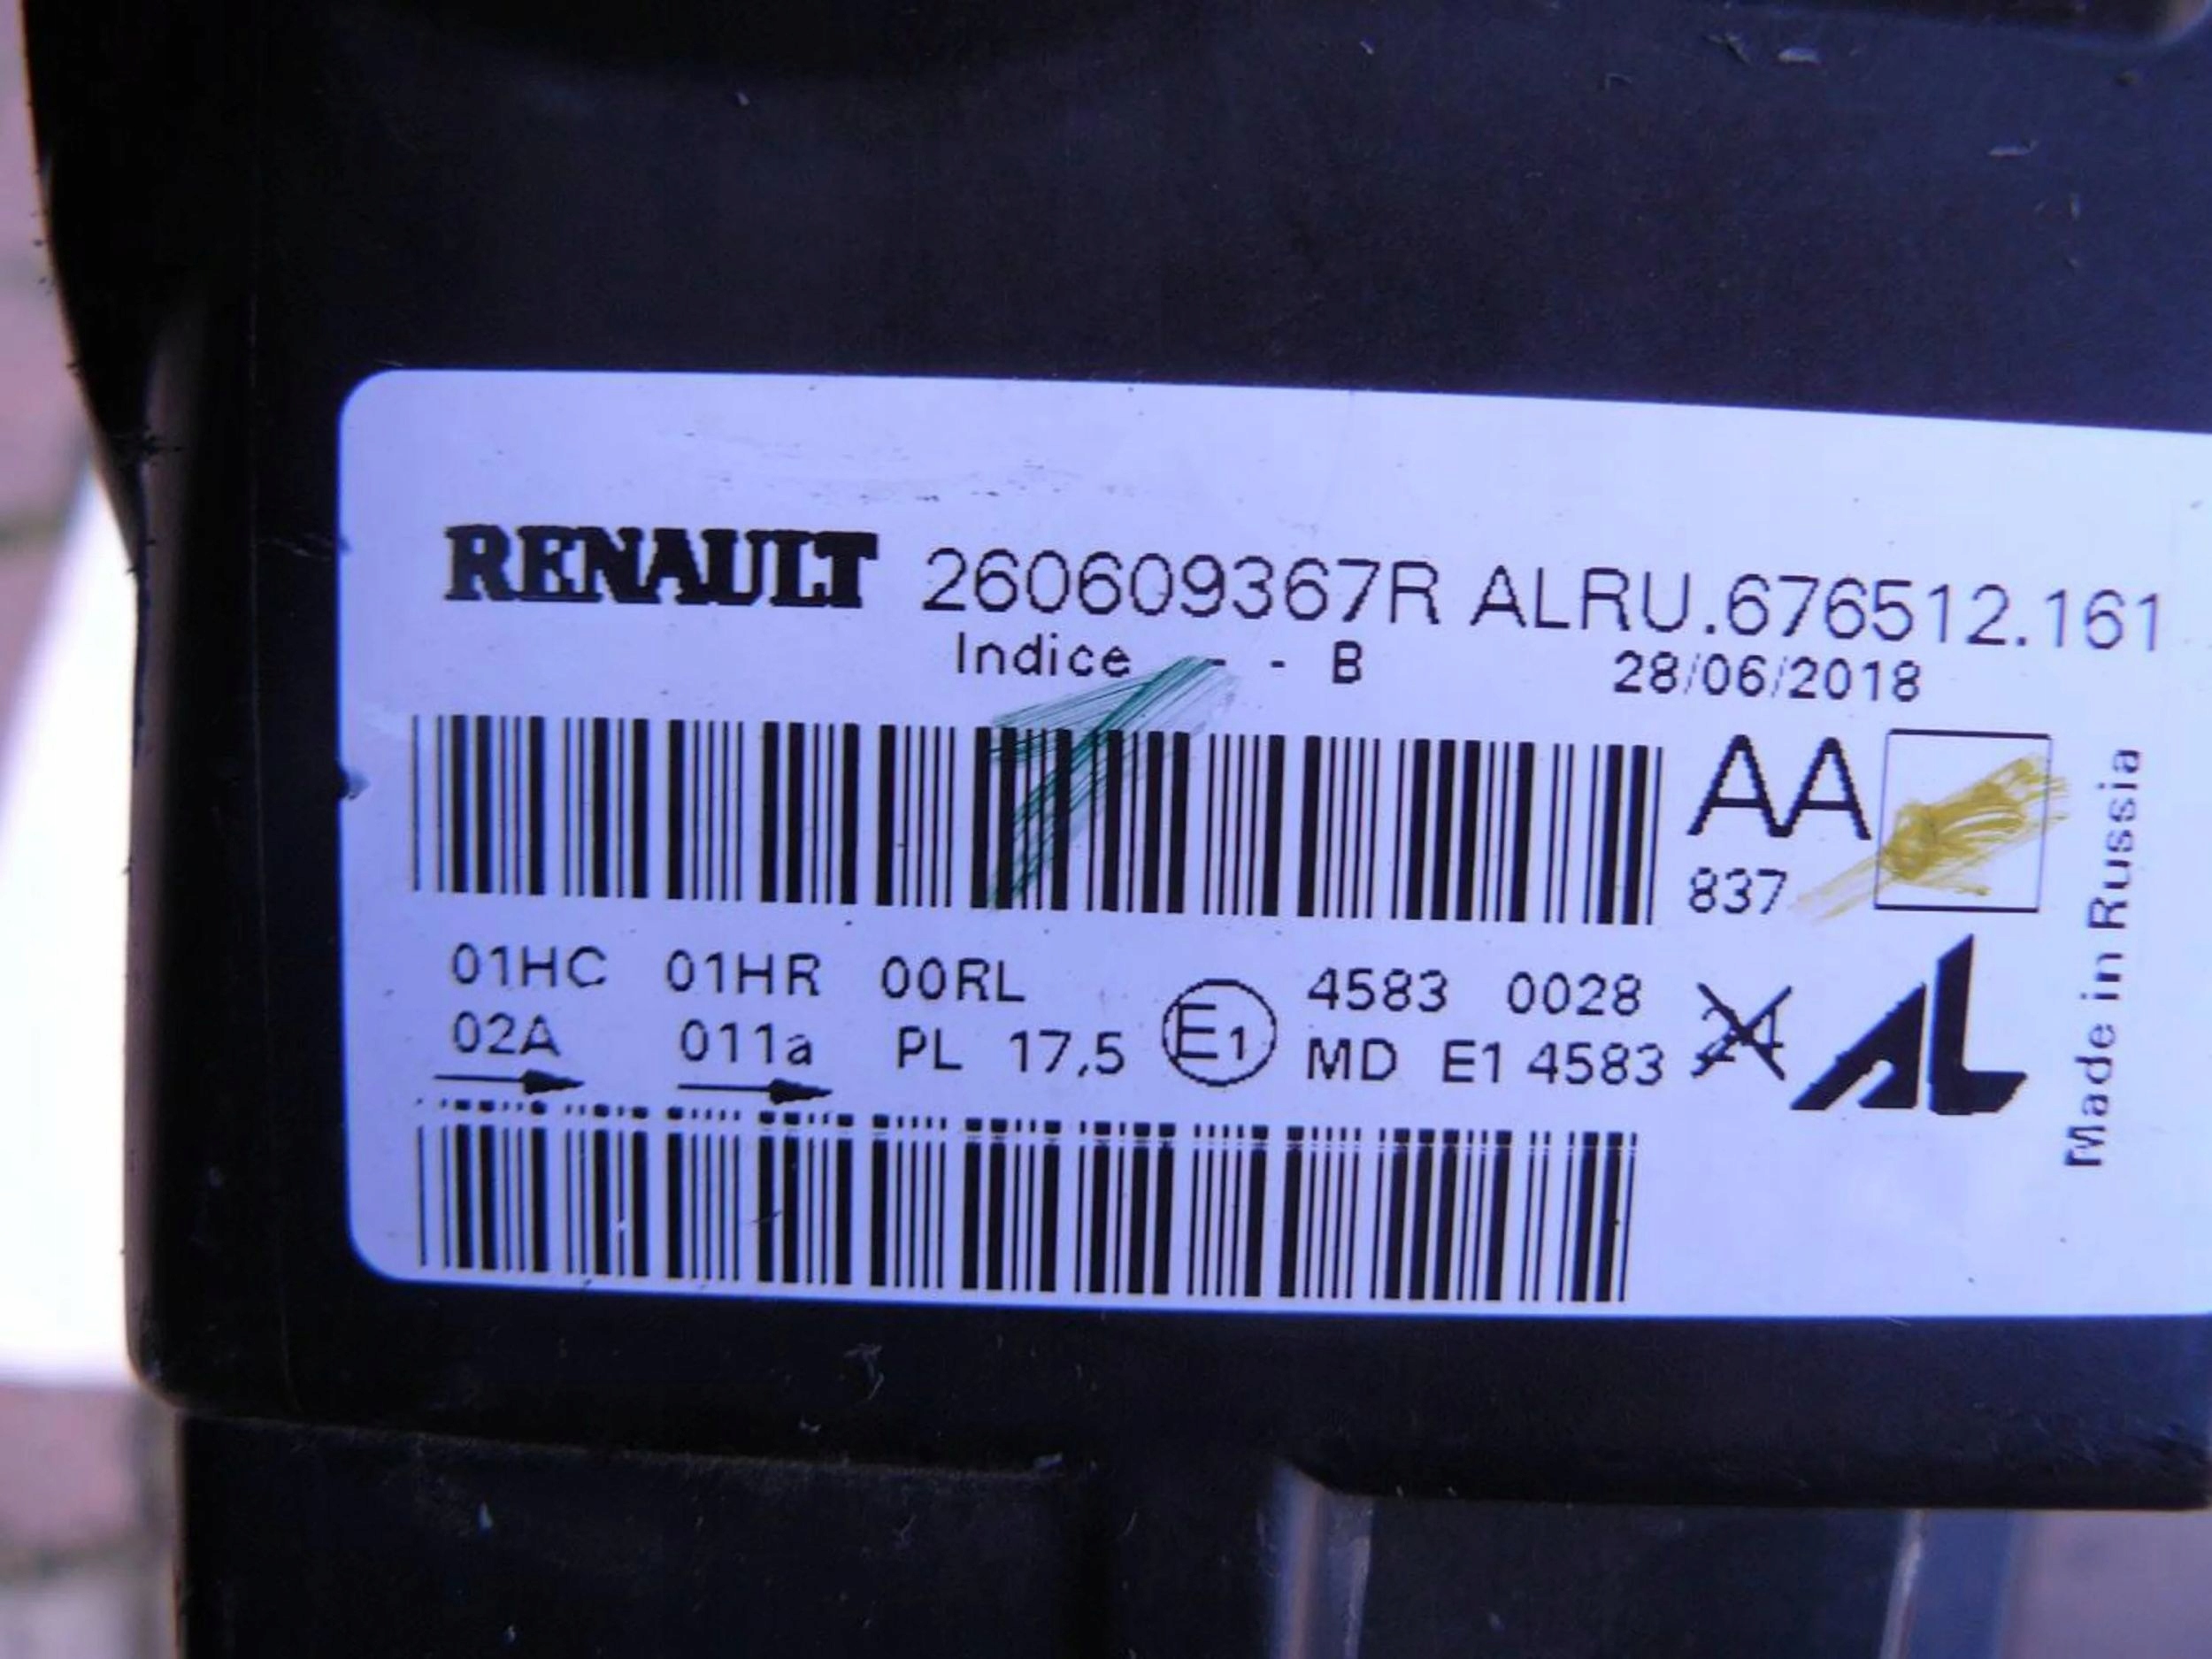 RENAULT 260609367R ALRU.676512.161
Indice - - B 28/06/2018
AA
837
01HC 01HR 00RL 4583 0028
02A 011a PL 17,5 E1 MD E1 4583 24
AL
Made in Russia